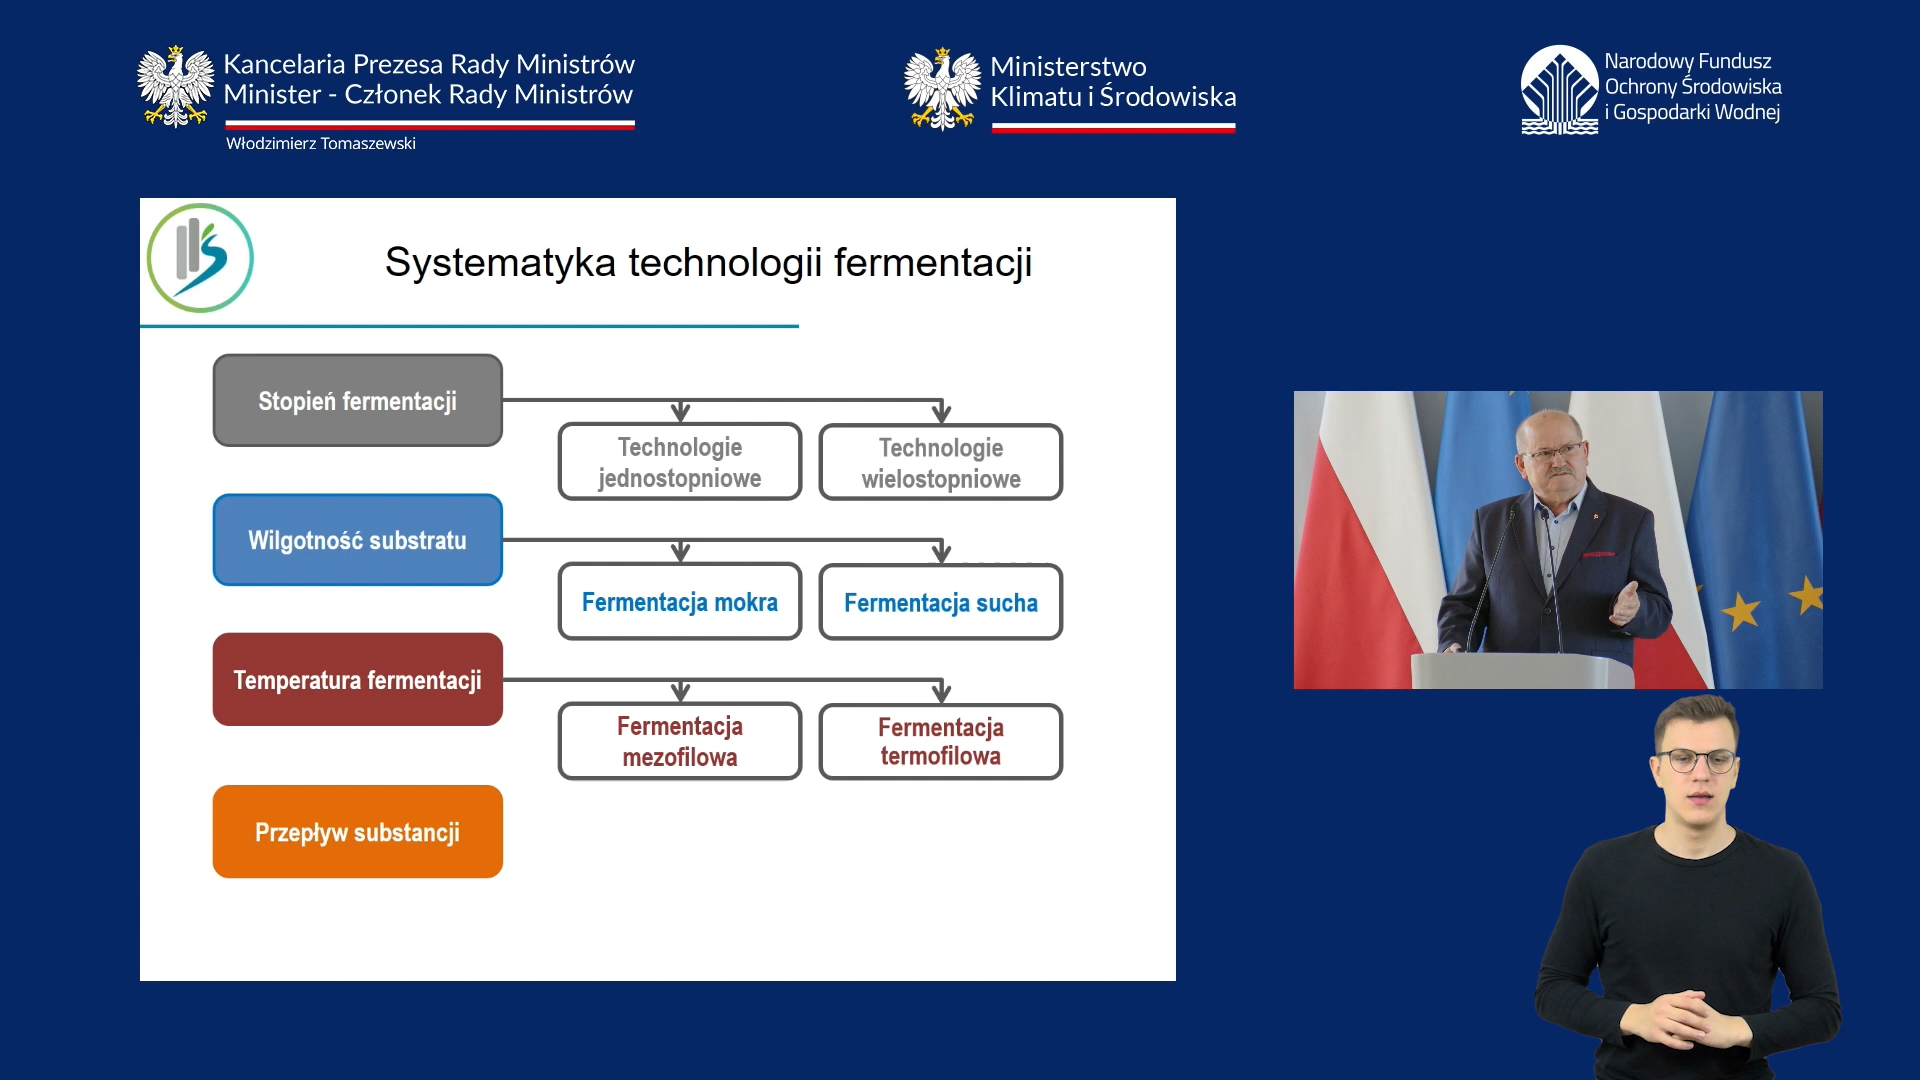 Kancelaria Prezesa Rady Ministrów
Minister - Członek Rady Ministrów
Włodzimierz Tomaszewski
Ministerstwo
Klimatu i Środowiska
Narodowy Fundusz
Ochrony Środowiska
i Gospodarki Wodnej
Systematyka technologii fermentacji
Stopień fermentacji
Technologie
jednostopniowe
Technologie
wielostopniowe
Wilgotność substratu
Fermentacja mokra
Fermentacja sucha
Temperatura fermentacji
Fermentacja
mezofilowa
Fermentacja
termofilowa
Przepływ substancji